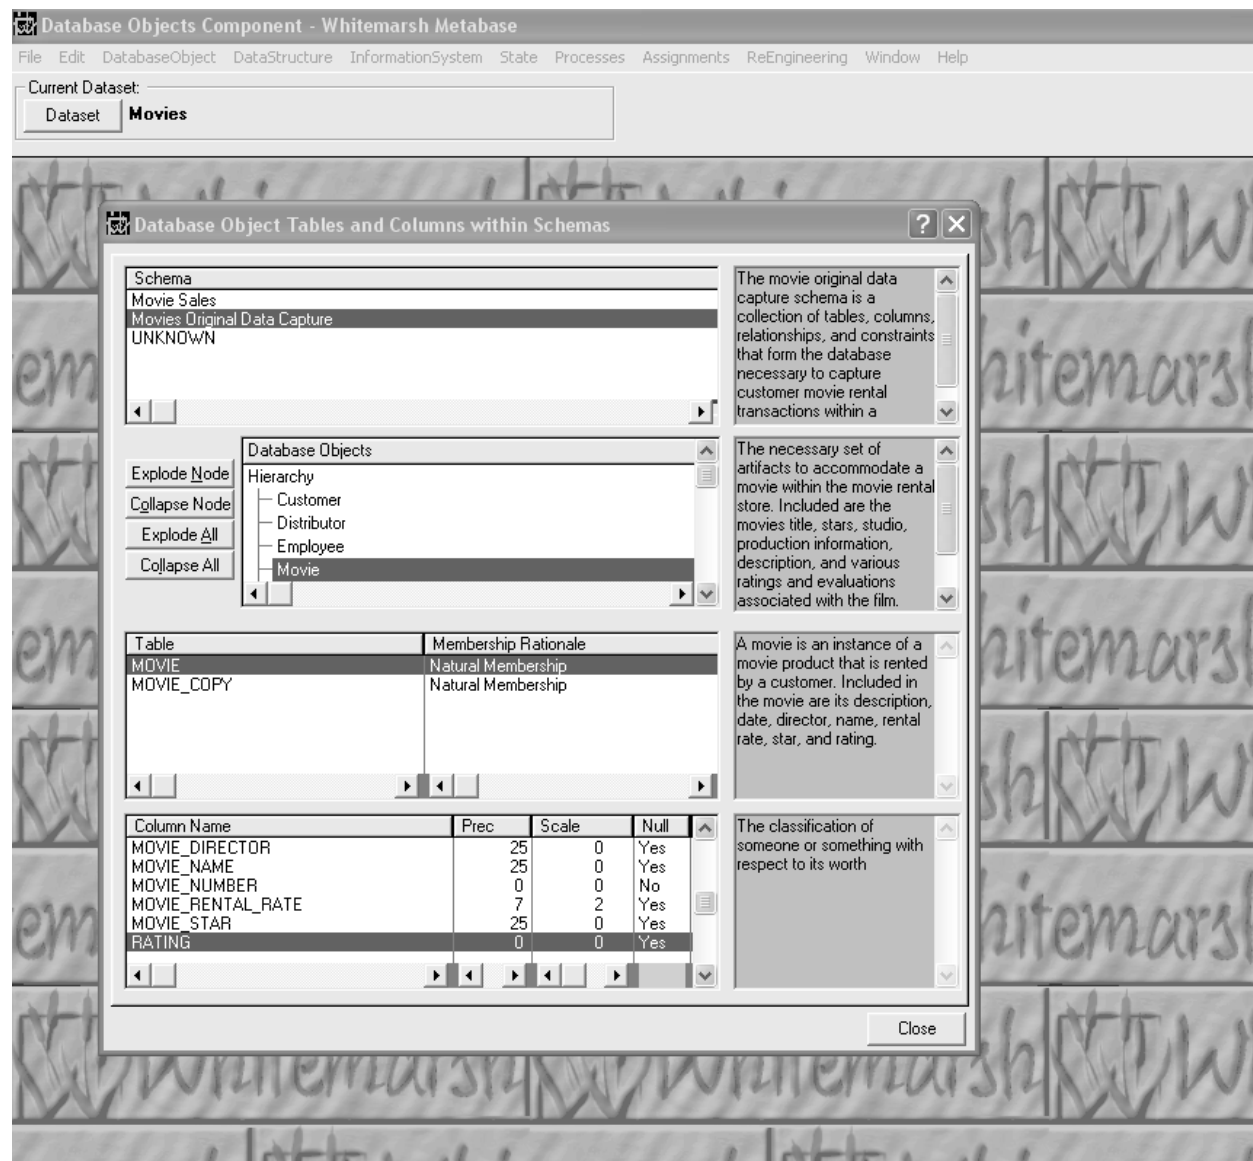 Database Objects Component - Whitemarsh Metabase
File Edit DatabaseObject DataStructure InformationSystem State Processes Assignments ReEngineering Window Help
Current Dataset:
Dataset Movies
Database Object Tables and Columns within Schemas
Schema
Movie Sales
Movies Original Data Capture
UNKNOWN
The movie original data
capture schema is a
collection of tables, columns,
relationships, and constraints
that form the database
necessary to capture
customer movie rental
transactions within a
Explode Node
Collapse Node
Explode All
Collapse All
Database Objects
Hierarchy
Customer
Distributor
Employee
Movie
The necessary set of
artifacts to accommodate a
movie within the movie rental
store. Included are the
movies title, stars, studio,
production information,
description, and various
ratings and evaluations
associated with the film.
Table Membership Rationale
MOVIE Natural Membership
MOVIE_COPY Natural Membership
A movie is an instance of a
movie product that is rented
by a customer. Included in
the movie are its description,
date, director, name, rental
rate, star, and rating.
Column Name Prec Scale Null
MOVIE_DIRECTOR 25 0 Yes
MOVIE_NAME 25 0 Yes
MOVIE_NUMBER 0 0 No
MOVIE_RENTAL_RATE 7 2 Yes
MOVIE_STAR 25 0 Yes
RATING 0 0 Yes
The classification of
someone or something with
respect to its worth
Close
Whitemarsh Whitemarsh